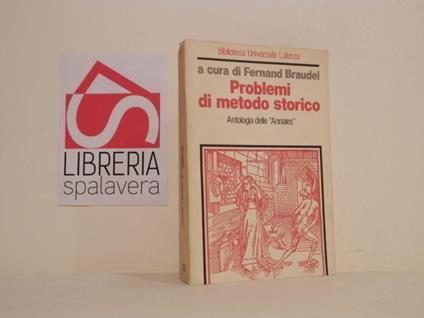 LIBRERIA
spalavera
Biblioteca Universale Laterza
a cura di Fernand Braudel
Problemi
di metodo storico
Antologia delle "Annales"